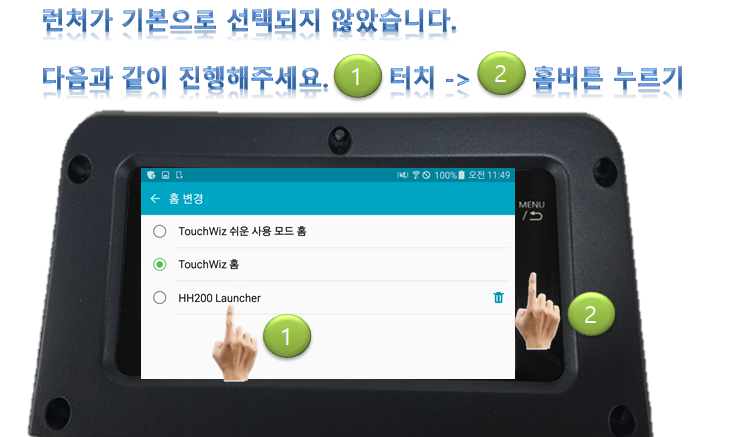 런처가 기본으로 선택되지 않았습니다.
다음과 같이 진행해주세요. 1 터치 -> 2 홈버튼 누르기
100% 오전 11:49
← 홈 변경
MENU
/
TouchWiz 쉬운 사용 모드 홈
TouchWiz 홈
HH200 Launcher
1
2